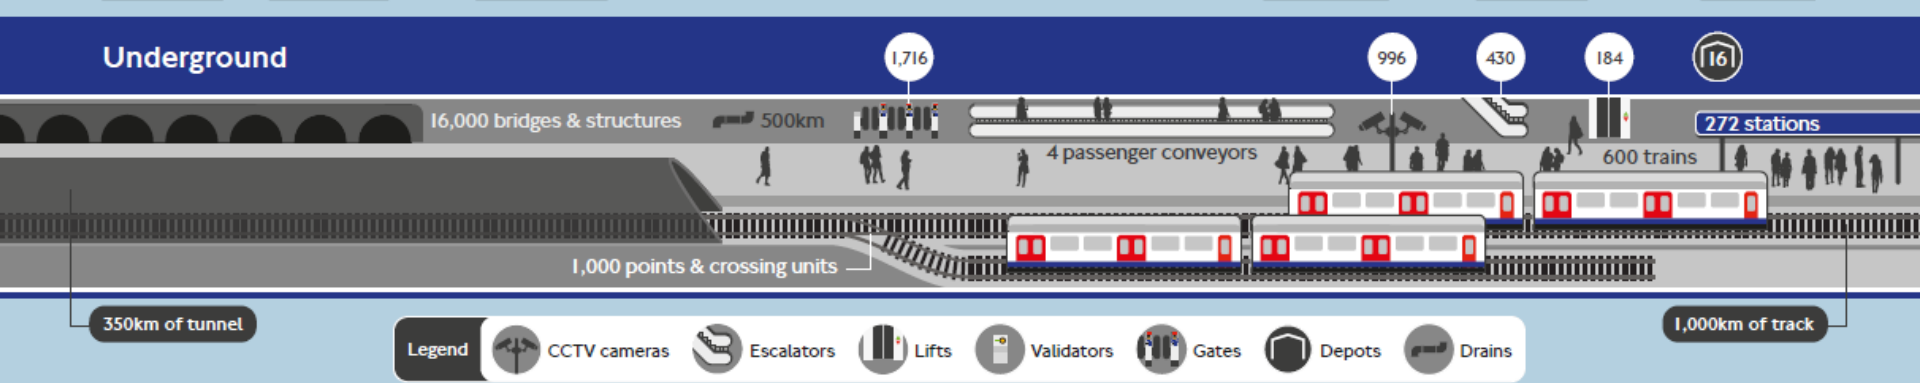 Underground
1,716
996
430
184
16
16,000 bridges & structures
500km
272 stations
4 passenger conveyors
600 trains
1,000 points & crossing units
350km of tunnel
1,000km of track
Legend
CCTV cameras
Escalators
Lifts
Validators
Gates
Depots
Drains